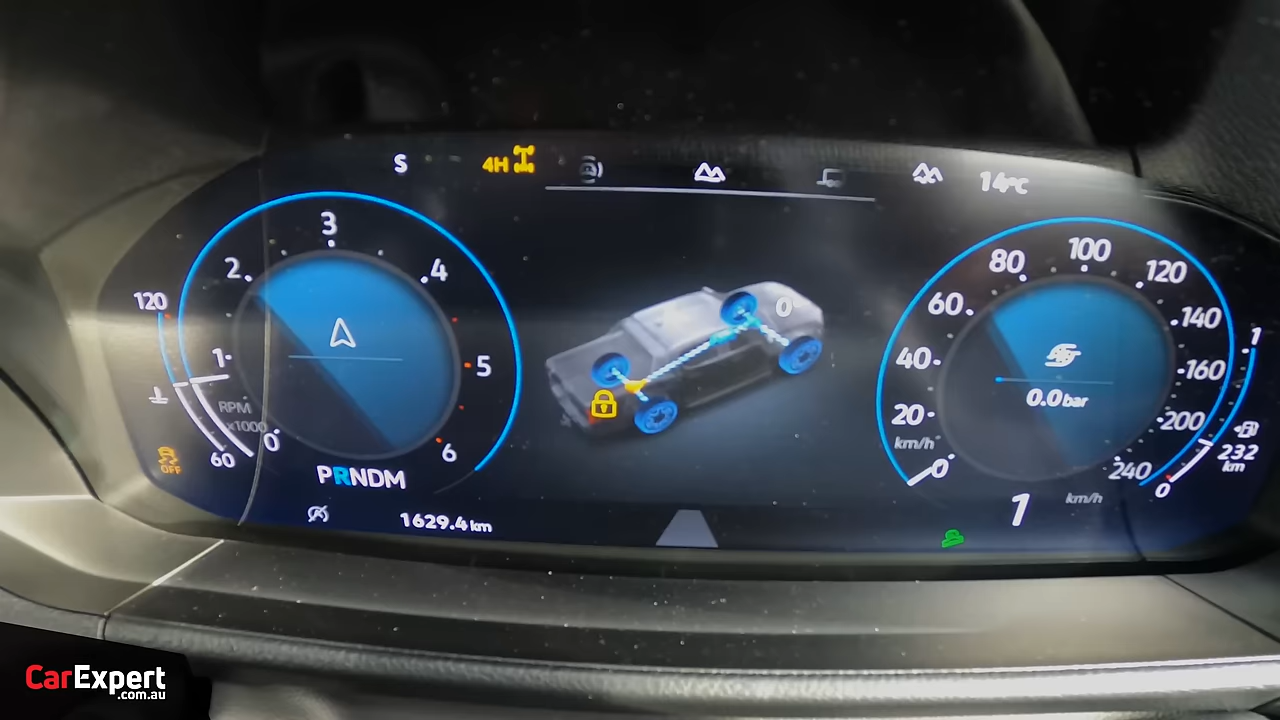 S 4H 14°C
3
2 4
120
1 5
RPM
x1000 0
60
6
OFF
PRNDM
1629.4 km
0
100
80 120
60 140
40 160
20 200
km/h 0 240
0.0 bar
1 km/h
1
232
km
0
CarExpert
.com.au